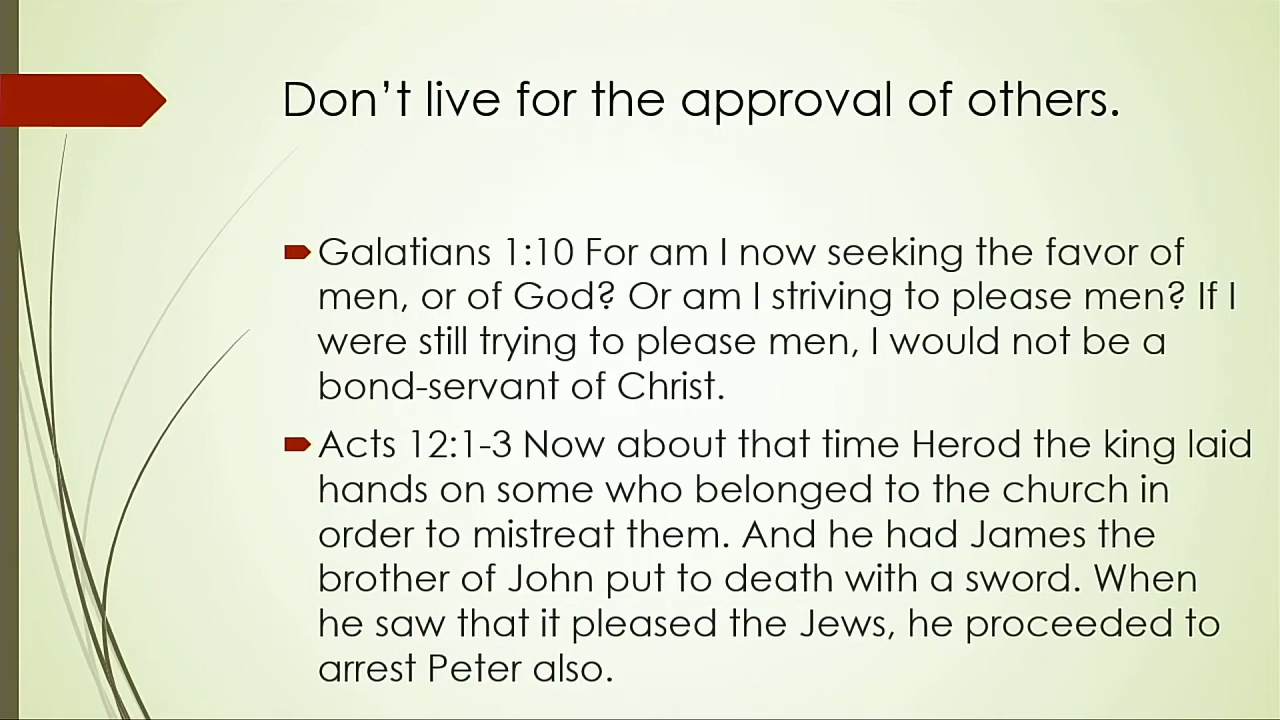 Don’t live for the approval of others.
Galatians 1:10 For am I now seeking the favor of
men, or of God? Or am I striving to please men? If I
were still trying to please men, I would not be a
bond-servant of Christ.
Acts 12:1-3 Now about that time Herod the king laid
hands on some who belonged to the church in
order to mistreat them. And he had James the
brother of John put to death with a sword. When
he saw that it pleased the Jews, he proceeded to
arrest Peter also.